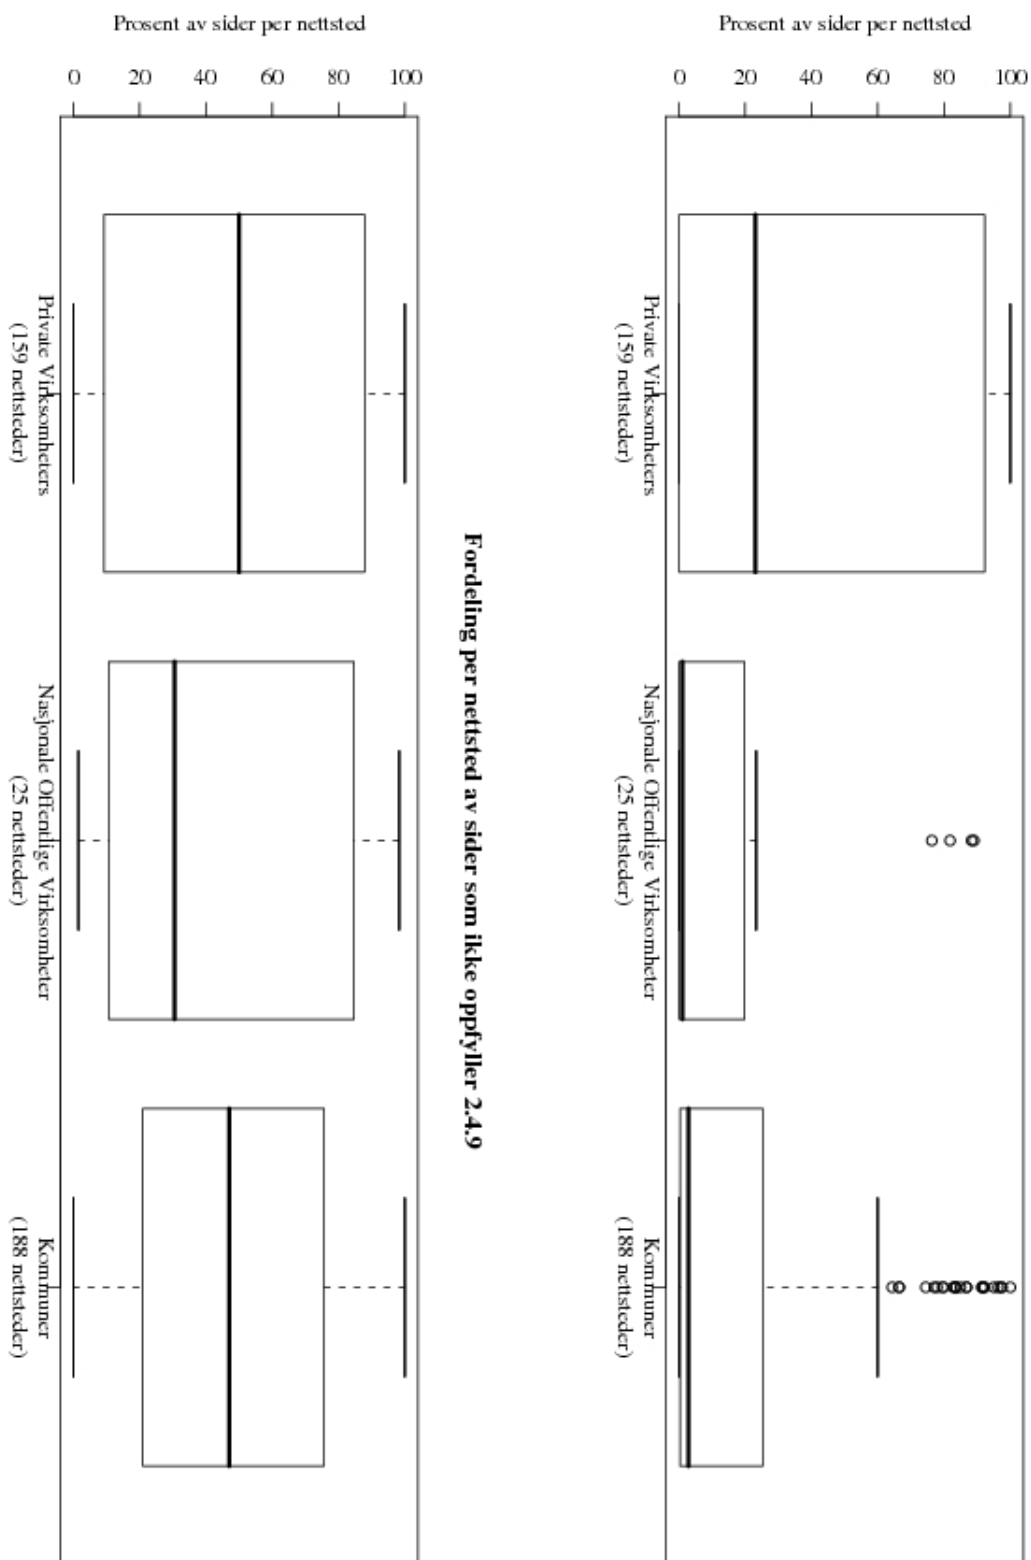 Prosent av sider per nettsted
0 20 40 60 80 100
Private Virksomheters
(159 nettsteder)
Nasjonale Offentlige Virksomheter
(25 nettsteder)
Kommuner
(188 nettsteder)
Fordeling per nettsted av sider som ikke oppfyller 2.4.9
Prosent av sider per nettsted
0 20 40 60 80 100
Private Virksomheters
(159 nettsteder)
Nasjonale Offentlige Virksomheter
(25 nettsteder)
Kommuner
(188 nettsteder)